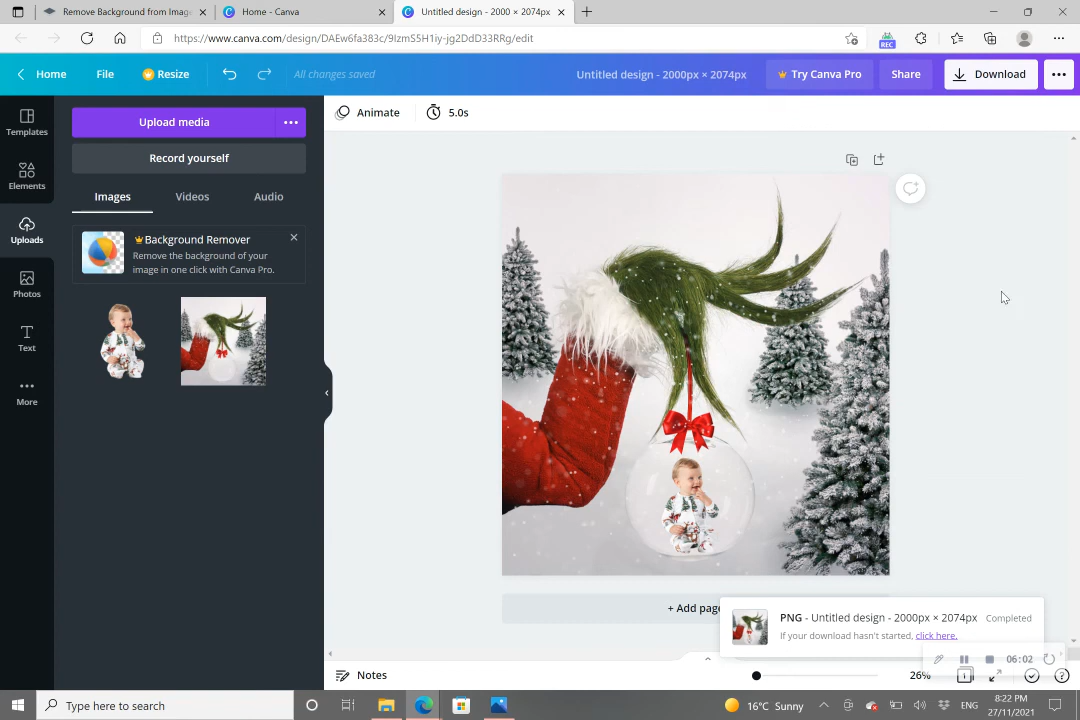 Remove Background from Image
Home - Canva
Untitled design - 2000 × 2074px
https://www.canva.com/design/DAEw6fa383c/9IzmS5H1iy-jg2DdD33RRg/edit
REC
Home
File
Resize
All changes saved
Untitled design - 2000px × 2074px
Try Canva Pro
Share
Download
Templates
Elements
Uploads
Photos
Text
More
Upload media
Record yourself
Images
Videos
Audio
Background Remover
Remove the background of your
image in one click with Canva Pro.
Animate
5.0s
+ Add page
PNG - Untitled design - 2000px × 2074px
Completed
If your download hasn't started, click here.
06:02
Notes
26%
1
Type here to search
16°C Sunny
ENG
8:22 PM
27/11/2021